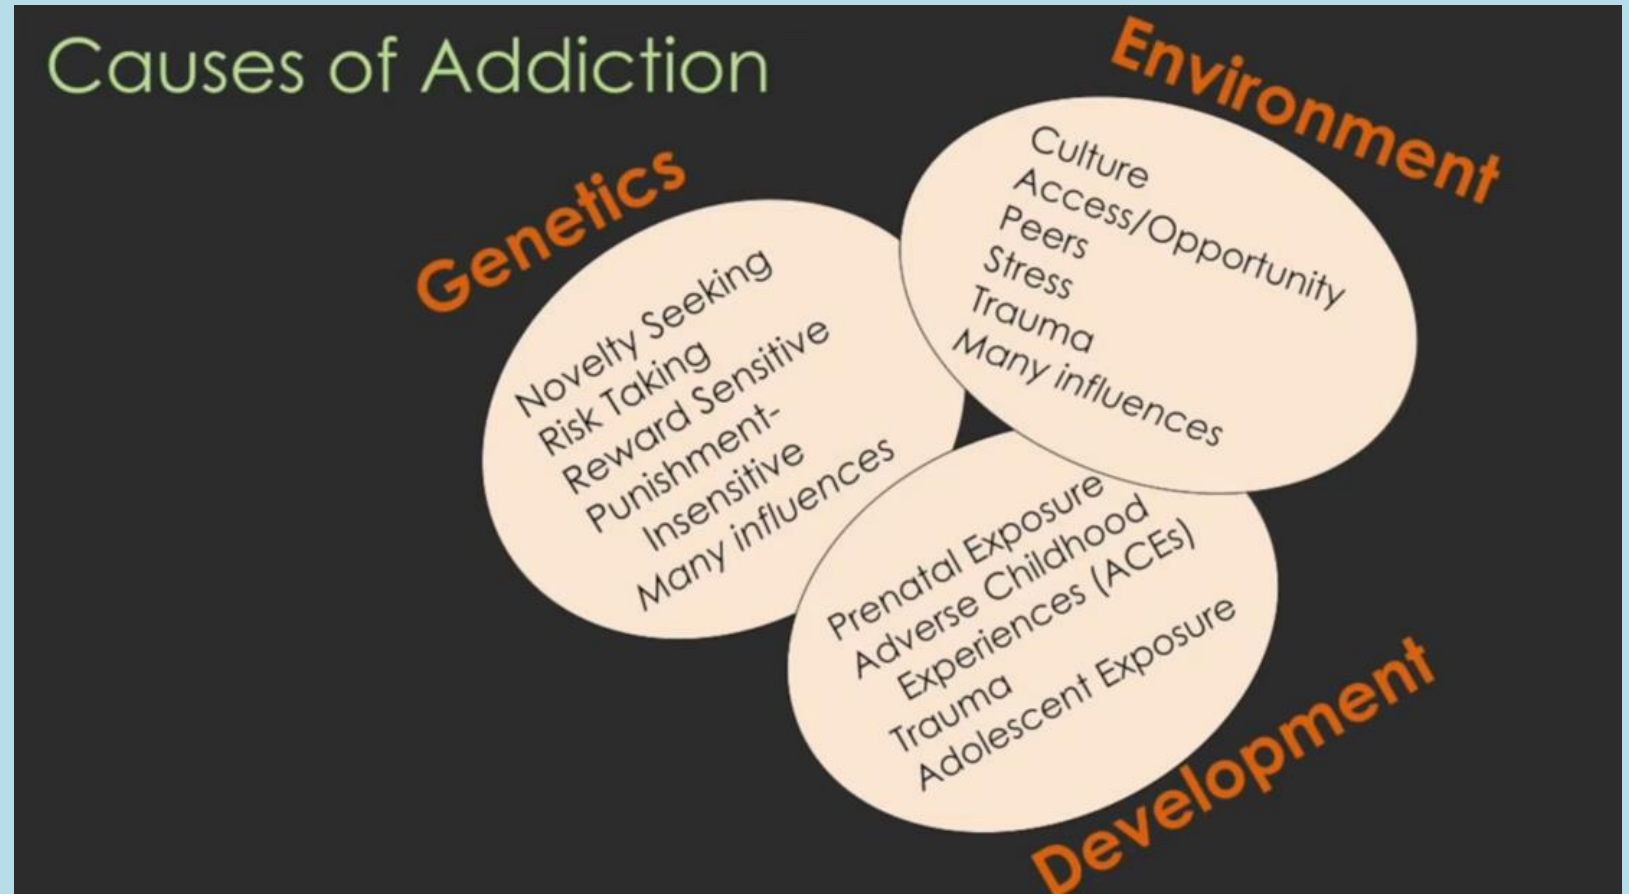 Causes of Addiction
Genetics
Novelty Seeking
Risk Taking
Reward Sensitive
Punishment-
Insensitive
Many influences
Environment
Culture
Access/Opportunity
Peers
Stress
Trauma
Many influences
Prenatal Exposure
Adverse Childhood
Experiences (ACEs)
Trauma
Adolescent Exposure
Development